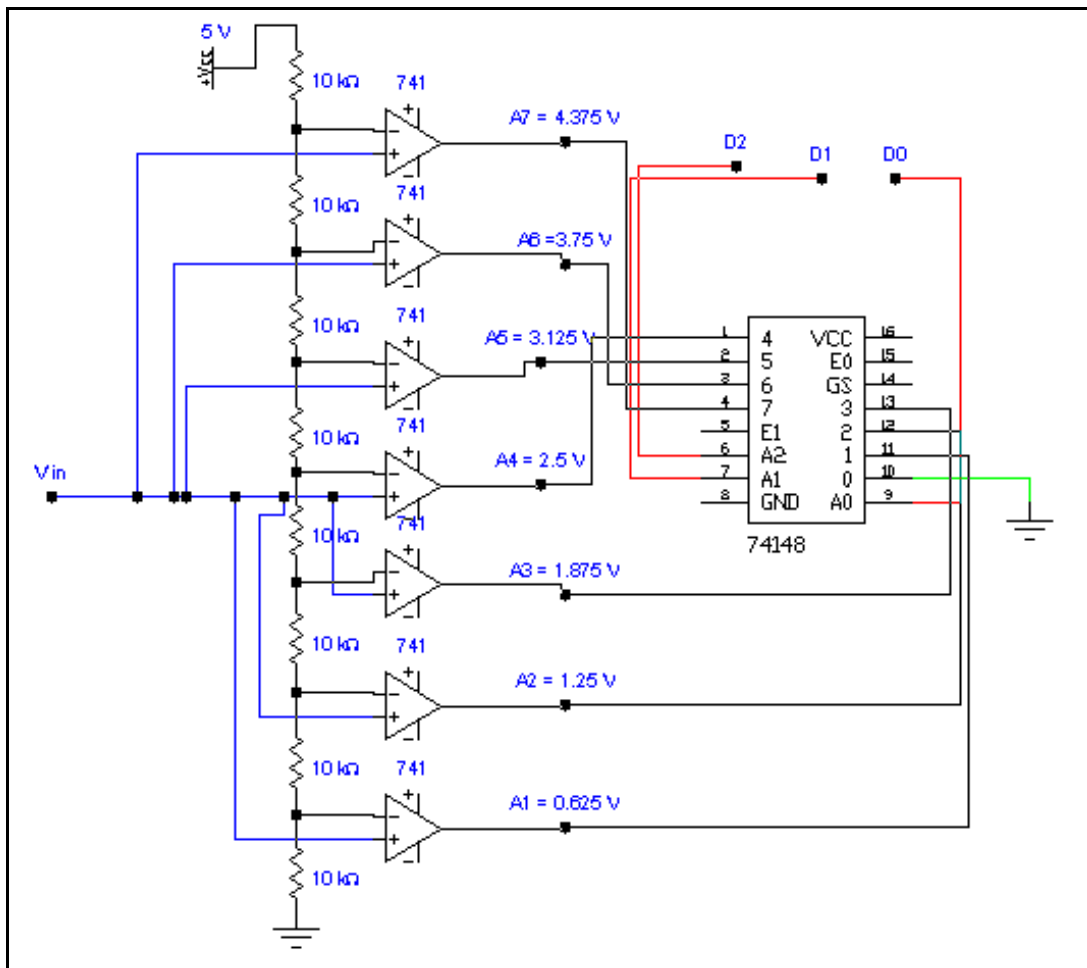 5 V
+Vcc
10 kΩ
741
A7 = 4.375 V
D2
D1
D0
10 kΩ
741
A6 =3.75 V
10 kΩ
741
A5 = 3.125 V
10 kΩ
741
A4 = 2.5 V
Vin
10 kΩ
741
A3 = 1.875 V
10 kΩ
741
A2 = 1.25 V
10 kΩ
741
A1 = 0.625 V
10 kΩ
1 4 VCC 16
2 5 E0 15
3 6 GS 14
4 7 3 13
5 E1 2 12
6 A2 1 11
7 A1 0 10
8 GND A0 9
74148